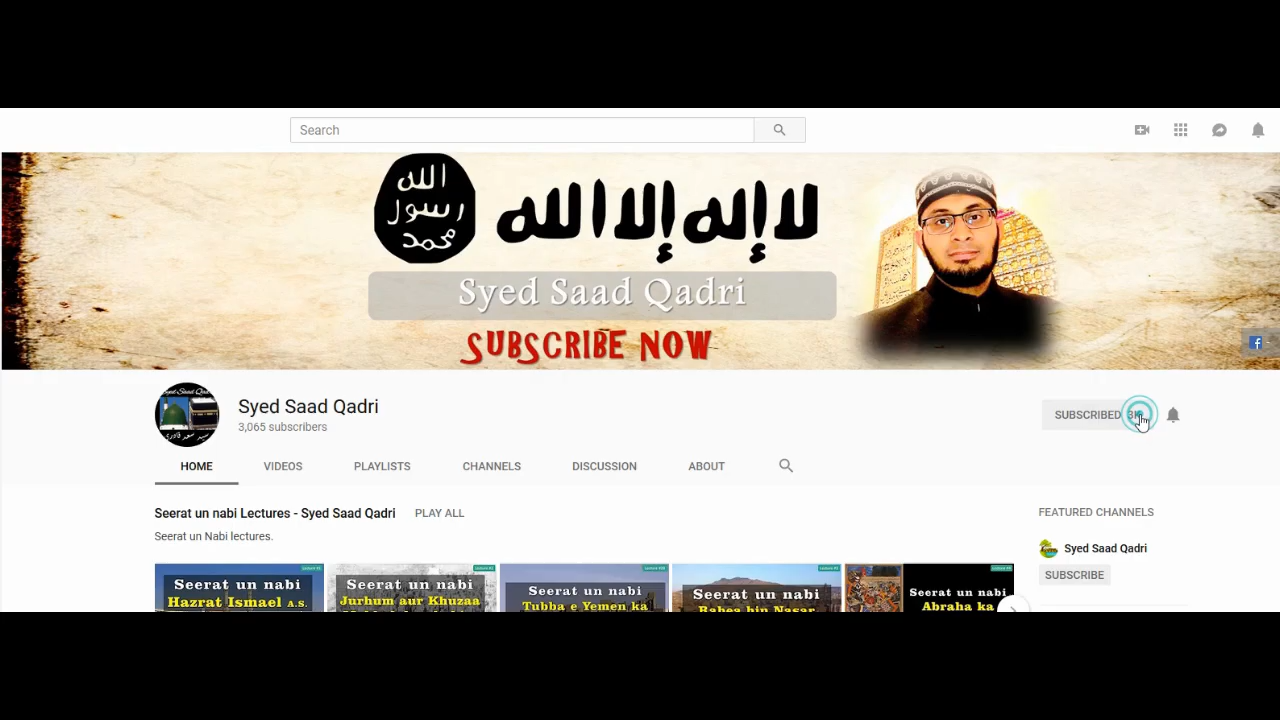 Search
الله
رسول
محمد
لا إله إلا الله
Syed Saad Qadri
SUBSCRIBE NOW
Syed Saad Qadri
3,065 subscribers
SUBSCRIBED
HOME
VIDEOS
PLAYLISTS
CHANNELS
DISCUSSION
ABOUT
Seerat un nabi Lectures - Syed Saad Qadri
PLAY ALL
Seerat un Nabi lectures.
FEATURED CHANNELS
Syed Saad Qadri
SUBSCRIBE
Seerat un nabi
Hazrat Ismael A.S.
Seerat un nabi
Jurhum aur Khuzaa
Seerat un nabi
Tubba e Yemen ka
Seerat un nabi
Rabea bin Nasar
Seerat un nabi
Abraha ka